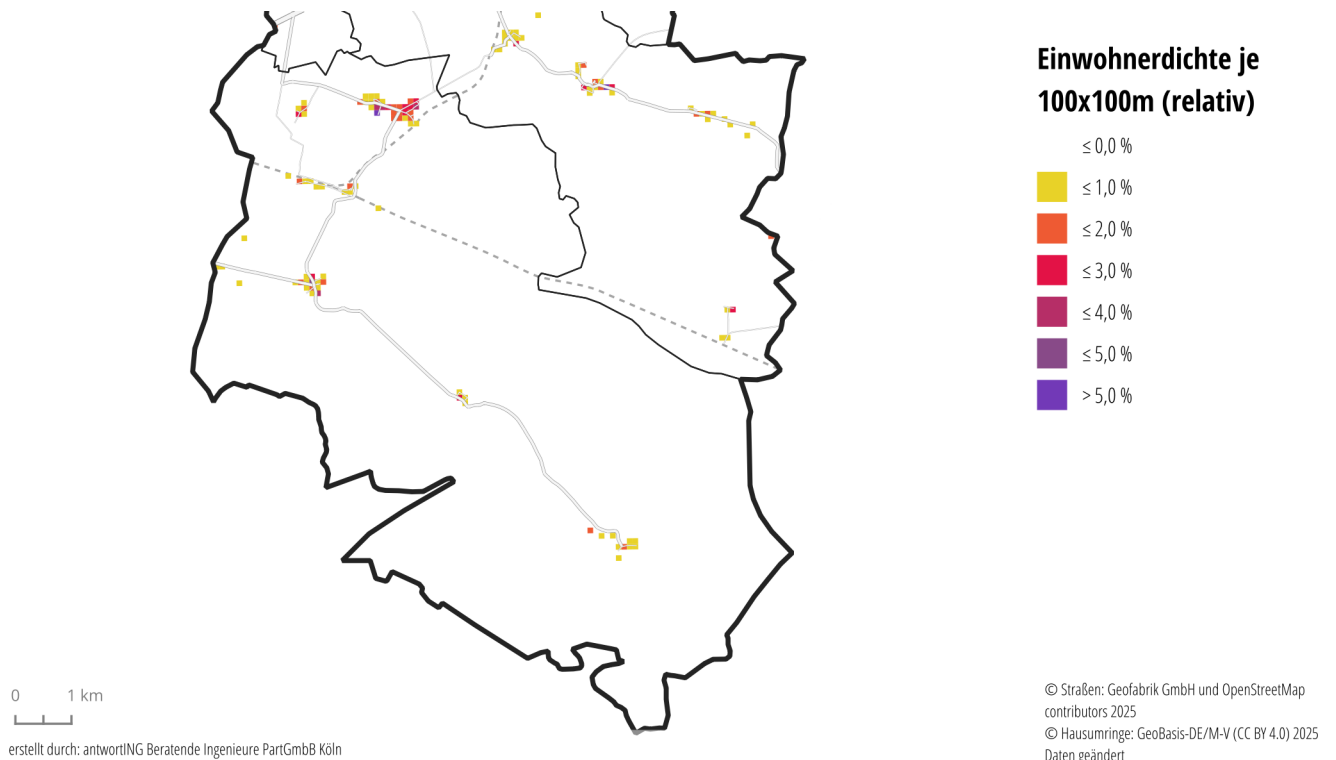 Einwohnerdichte je
100x100m (relativ)
≤ 0,0 %
≤ 1,0 %
≤ 2,0 %
≤ 3,0 %
≤ 4,0 %
≤ 5,0 %
> 5,0 %
0 1 km
erstellt durch: antwortING Beratende Ingenieure PartGmbB Köln
© Straßen: Geofabrik GmbH und OpenStreetMap
contributors 2025
© Hausumringe: GeoBasis-DE/M-V (CC BY 4.0) 2025
Daten geändert